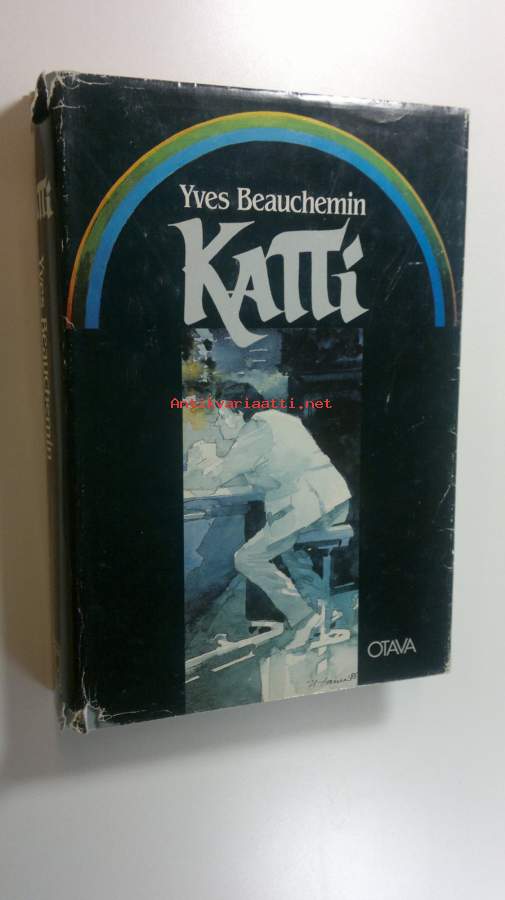 Yves Beauchemin
Katti
Antikvariaatti.net
OTAVA
Katti
Yves Beauchemin